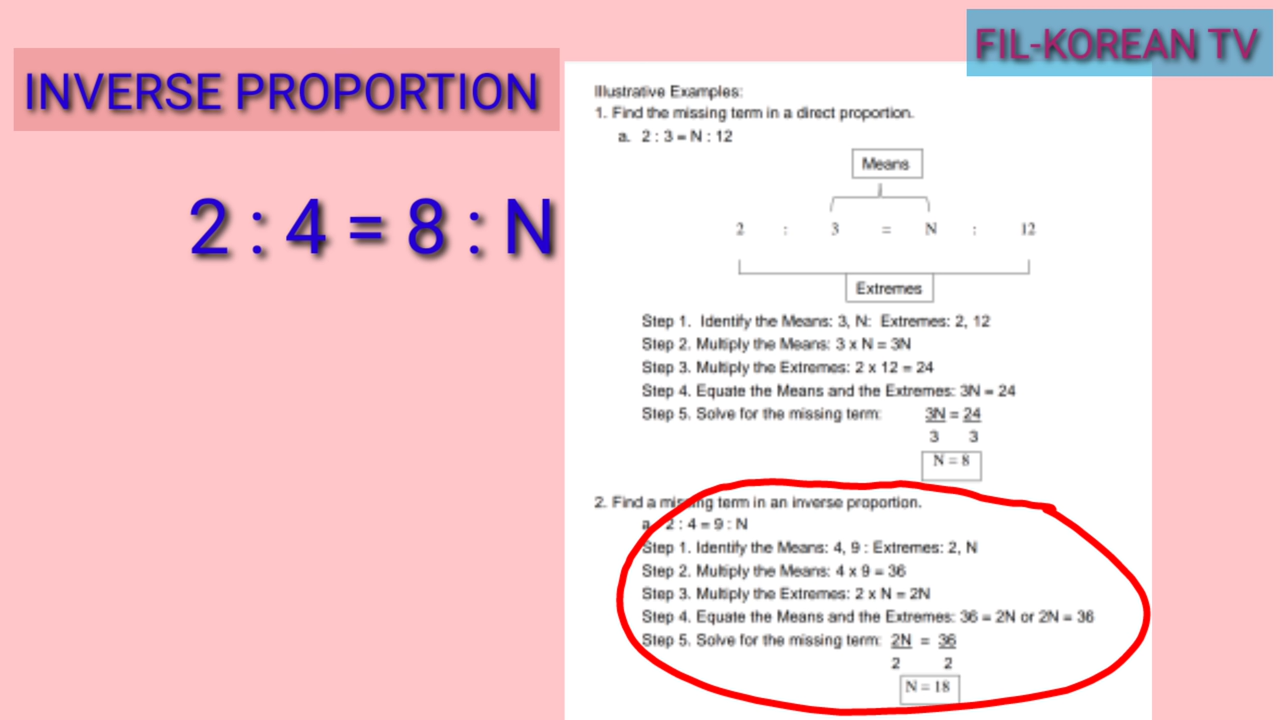 FIL-KOREAN TV
INVERSE PROPORTION
2 : 4 = 8 : N
Illustrative Examples:
1. Find the missing term in a direct proportion.
a. 2 : 3 = N : 12
Means
2 : 3 = N : 12
Extremes
Step 1. Identify the Means: 3, N: Extremes: 2, 12
Step 2. Multiply the Means: 3 x N = 3N
Step 3. Multiply the Extremes: 2 x 12 = 24
Step 4. Equate the Means and the Extremes: 3N = 24
Step 5. Solve for the missing term: 3N = 24
3 3
N = 8
2. Find a missing term in an inverse proportion.
a. 2 : 4 = 9 : N
Step 1. Identify the Means: 4, 9 : Extremes: 2, N
Step 2. Multiply the Means: 4 x 9 = 36
Step 3. Multiply the Extremes: 2 x N = 2N
Step 4. Equate the Means and the Extremes: 36 = 2N or 2N = 36
Step 5. Solve for the missing term: 2N = 36
2 2
N = 18